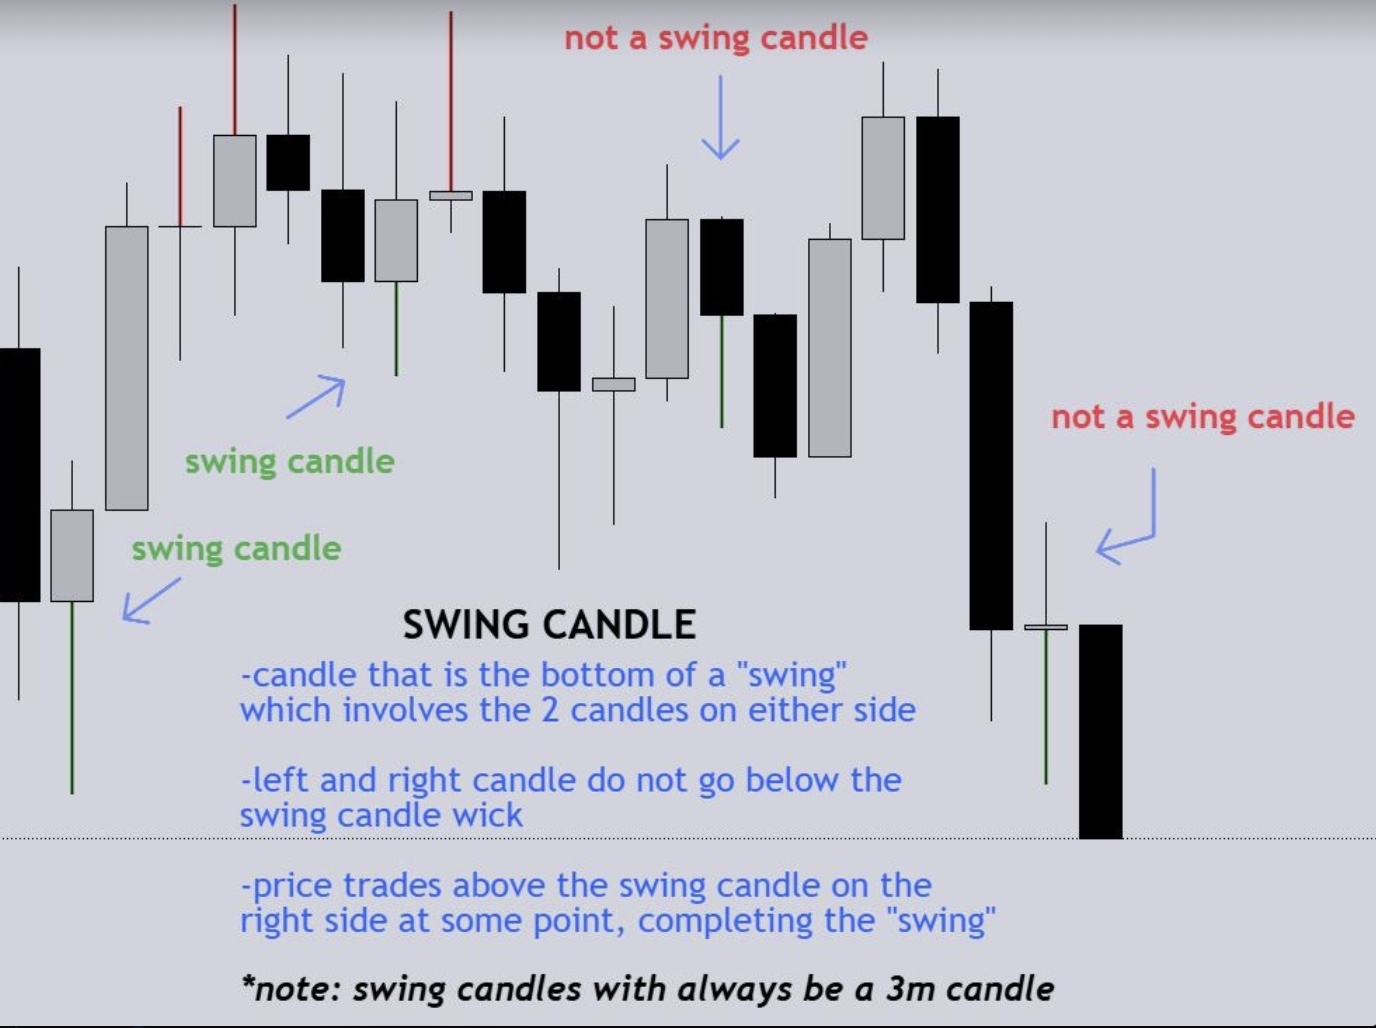 not a swing candle
not a swing candle
swing candle
swing candle
SWING CANDLE
-candle that is the bottom of a "swing"
which involves the 2 candles on either side
-left and right candle do not go below the
swing candle wick
-price trades above the swing candle on the
right side at some point, completing the "swing"
*note: swing candles with always be a 3m candle